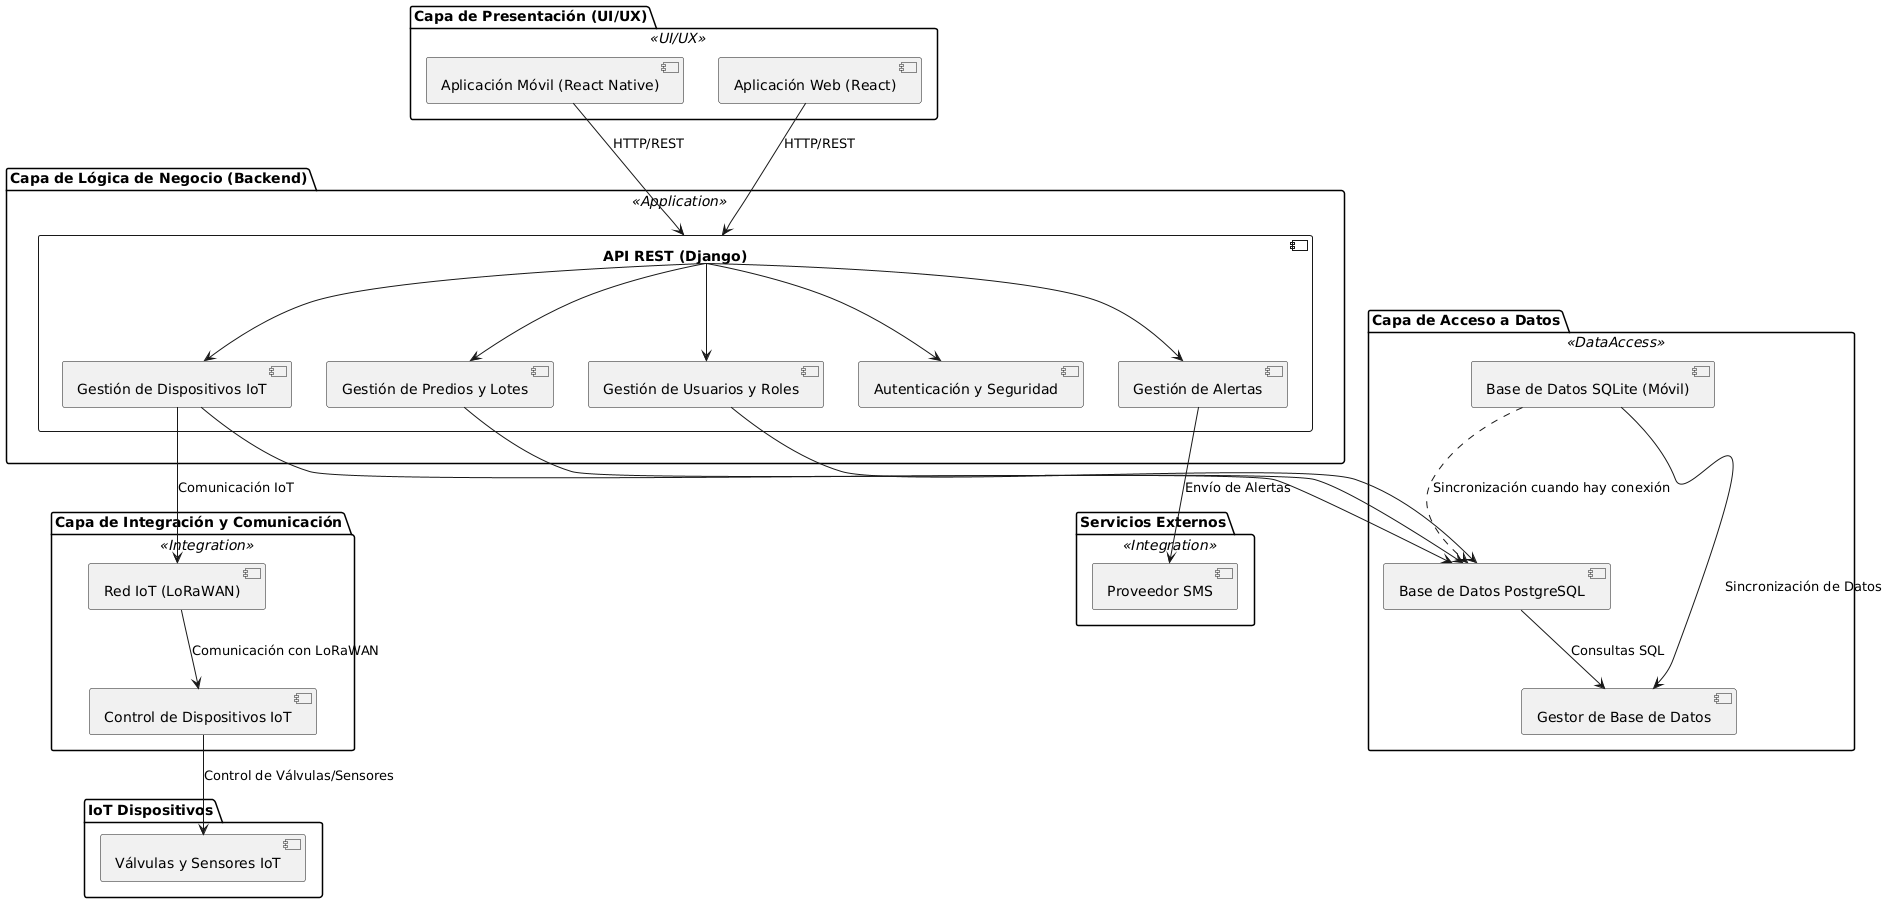 Capa de Presentación (UI/UX)
«UI/UX»
Aplicación Móvil (React Native)
Aplicación Web (React)
HTTP/REST
HTTP/REST
Capa de Lógica de Negocio (Backend)
«Application»
API REST (Django)
Gestión de Dispositivos IoT
Gestión de Predios y Lotes
Gestión de Usuarios y Roles
Autenticación y Seguridad
Gestión de Alertas
Capa de Acceso a Datos
«DataAccess»
Base de Datos SQLite (Móvil)
Comunicación IoT
Envío de Alertas
Sincronización cuando hay conexión
Capa de Integración y Comunicación
«Integration»
Red IoT (LoRaWAN)
Servicios Externos
«Integration»
Proveedor SMS
Base de Datos PostgreSQL
Sincronización de Datos
Comunicación con LoRaWAN
Consultas SQL
Control de Dispositivos IoT
Gestor de Base de Datos
Control de Válvulas/Sensores
IoT Dispositivos
Válvulas y Sensores IoT